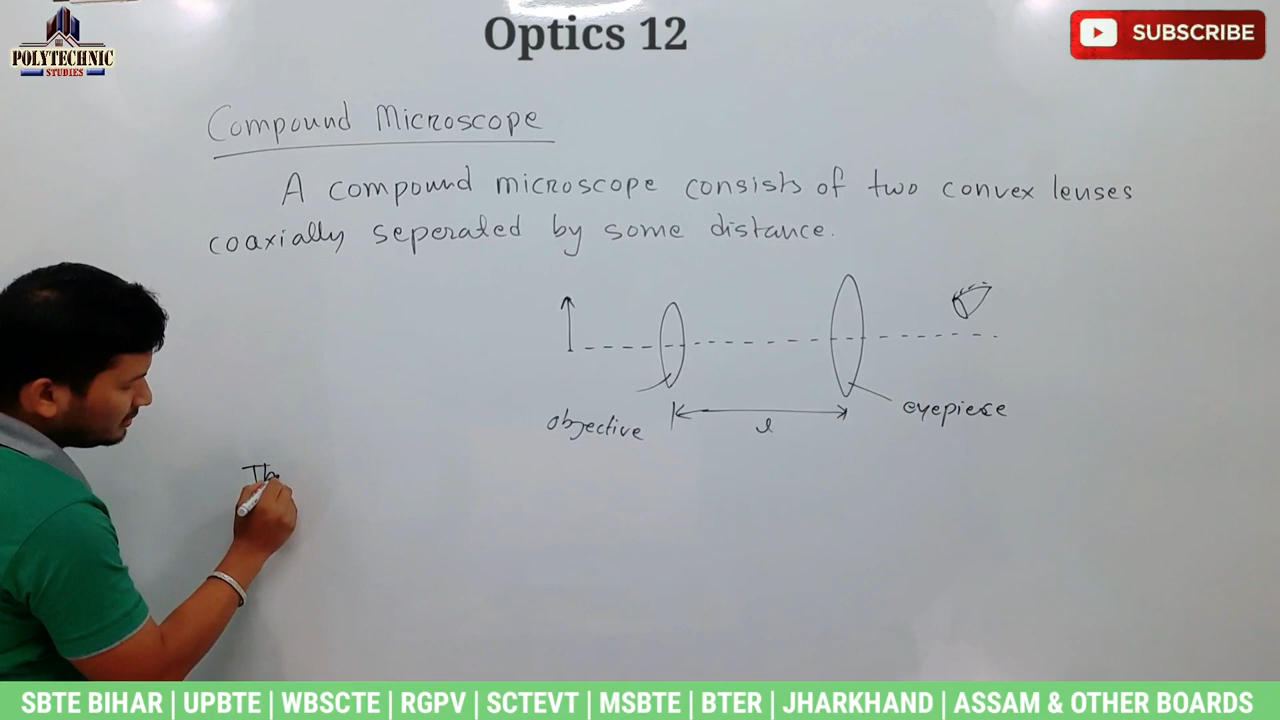 Optics 12
POLYTECHNIC
STUDIES
SUBSCRIBE
Compound Microscope
A compound microscope consists of two convex lenses
coaxially seperated by some distance.
objective
l
eyepiece
Th
SBTE BIHAR | UPBTE | WBSCTE | RGPV | SCTEVT | MSBTE | BTER | JHARKHAND | ASSAM & OTHER BOARDS